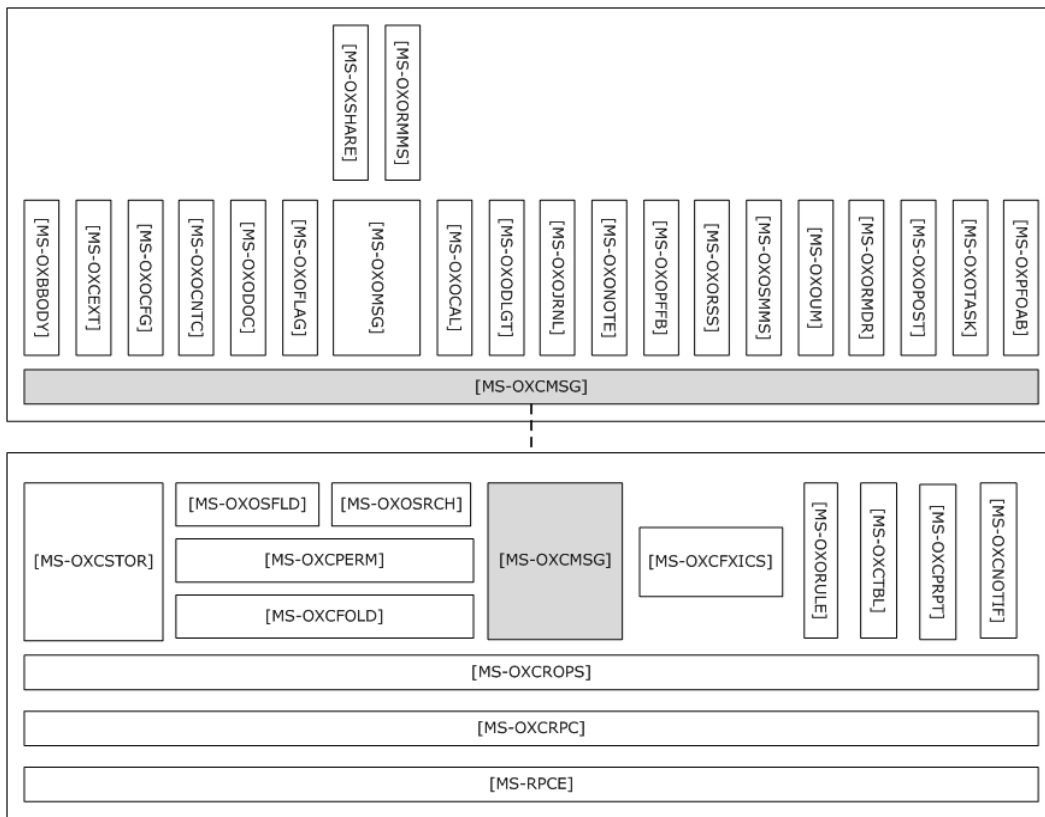 [MS-OXSHARE]
[MS-OXORMMS]
[MS-OXBBODY]
[MS-OXCEXT]
[MS-OXOCFG]
[MS-OXOCNTC]
[MS-OXODOC]
[MS-OXOFLAG]
[MS-OXOMSG]
[MS-OXOCAL]
[MS-OXODLGT]
[MS-OXOJRNL]
[MS-OXONOTE]
[MS-OXOPFFB]
[MS-OXORSS]
[MS-OXOSMMS]
[MS-OXOUM]
[MS-OXORMDR]
[MS-OXOPOST]
[MS-OXOTASK]
[MS-OXPFOAB]
[MS-OXCMSG]
[MS-OXCSTOR]
[MS-OXOSFLD]
[MS-OXOSRCH]
[MS-OXCPERM]
[MS-OXCFOLD]
[MS-OXCMSG]
[MS-OXCFXICS]
[MS-OXORULE]
[MS-OXCTBL]
[MS-OXCPRPT]
[MS-OXCNOTIF]
[MS-OXCROPS]
[MS-OXCRPC]
[MS-RPCE]